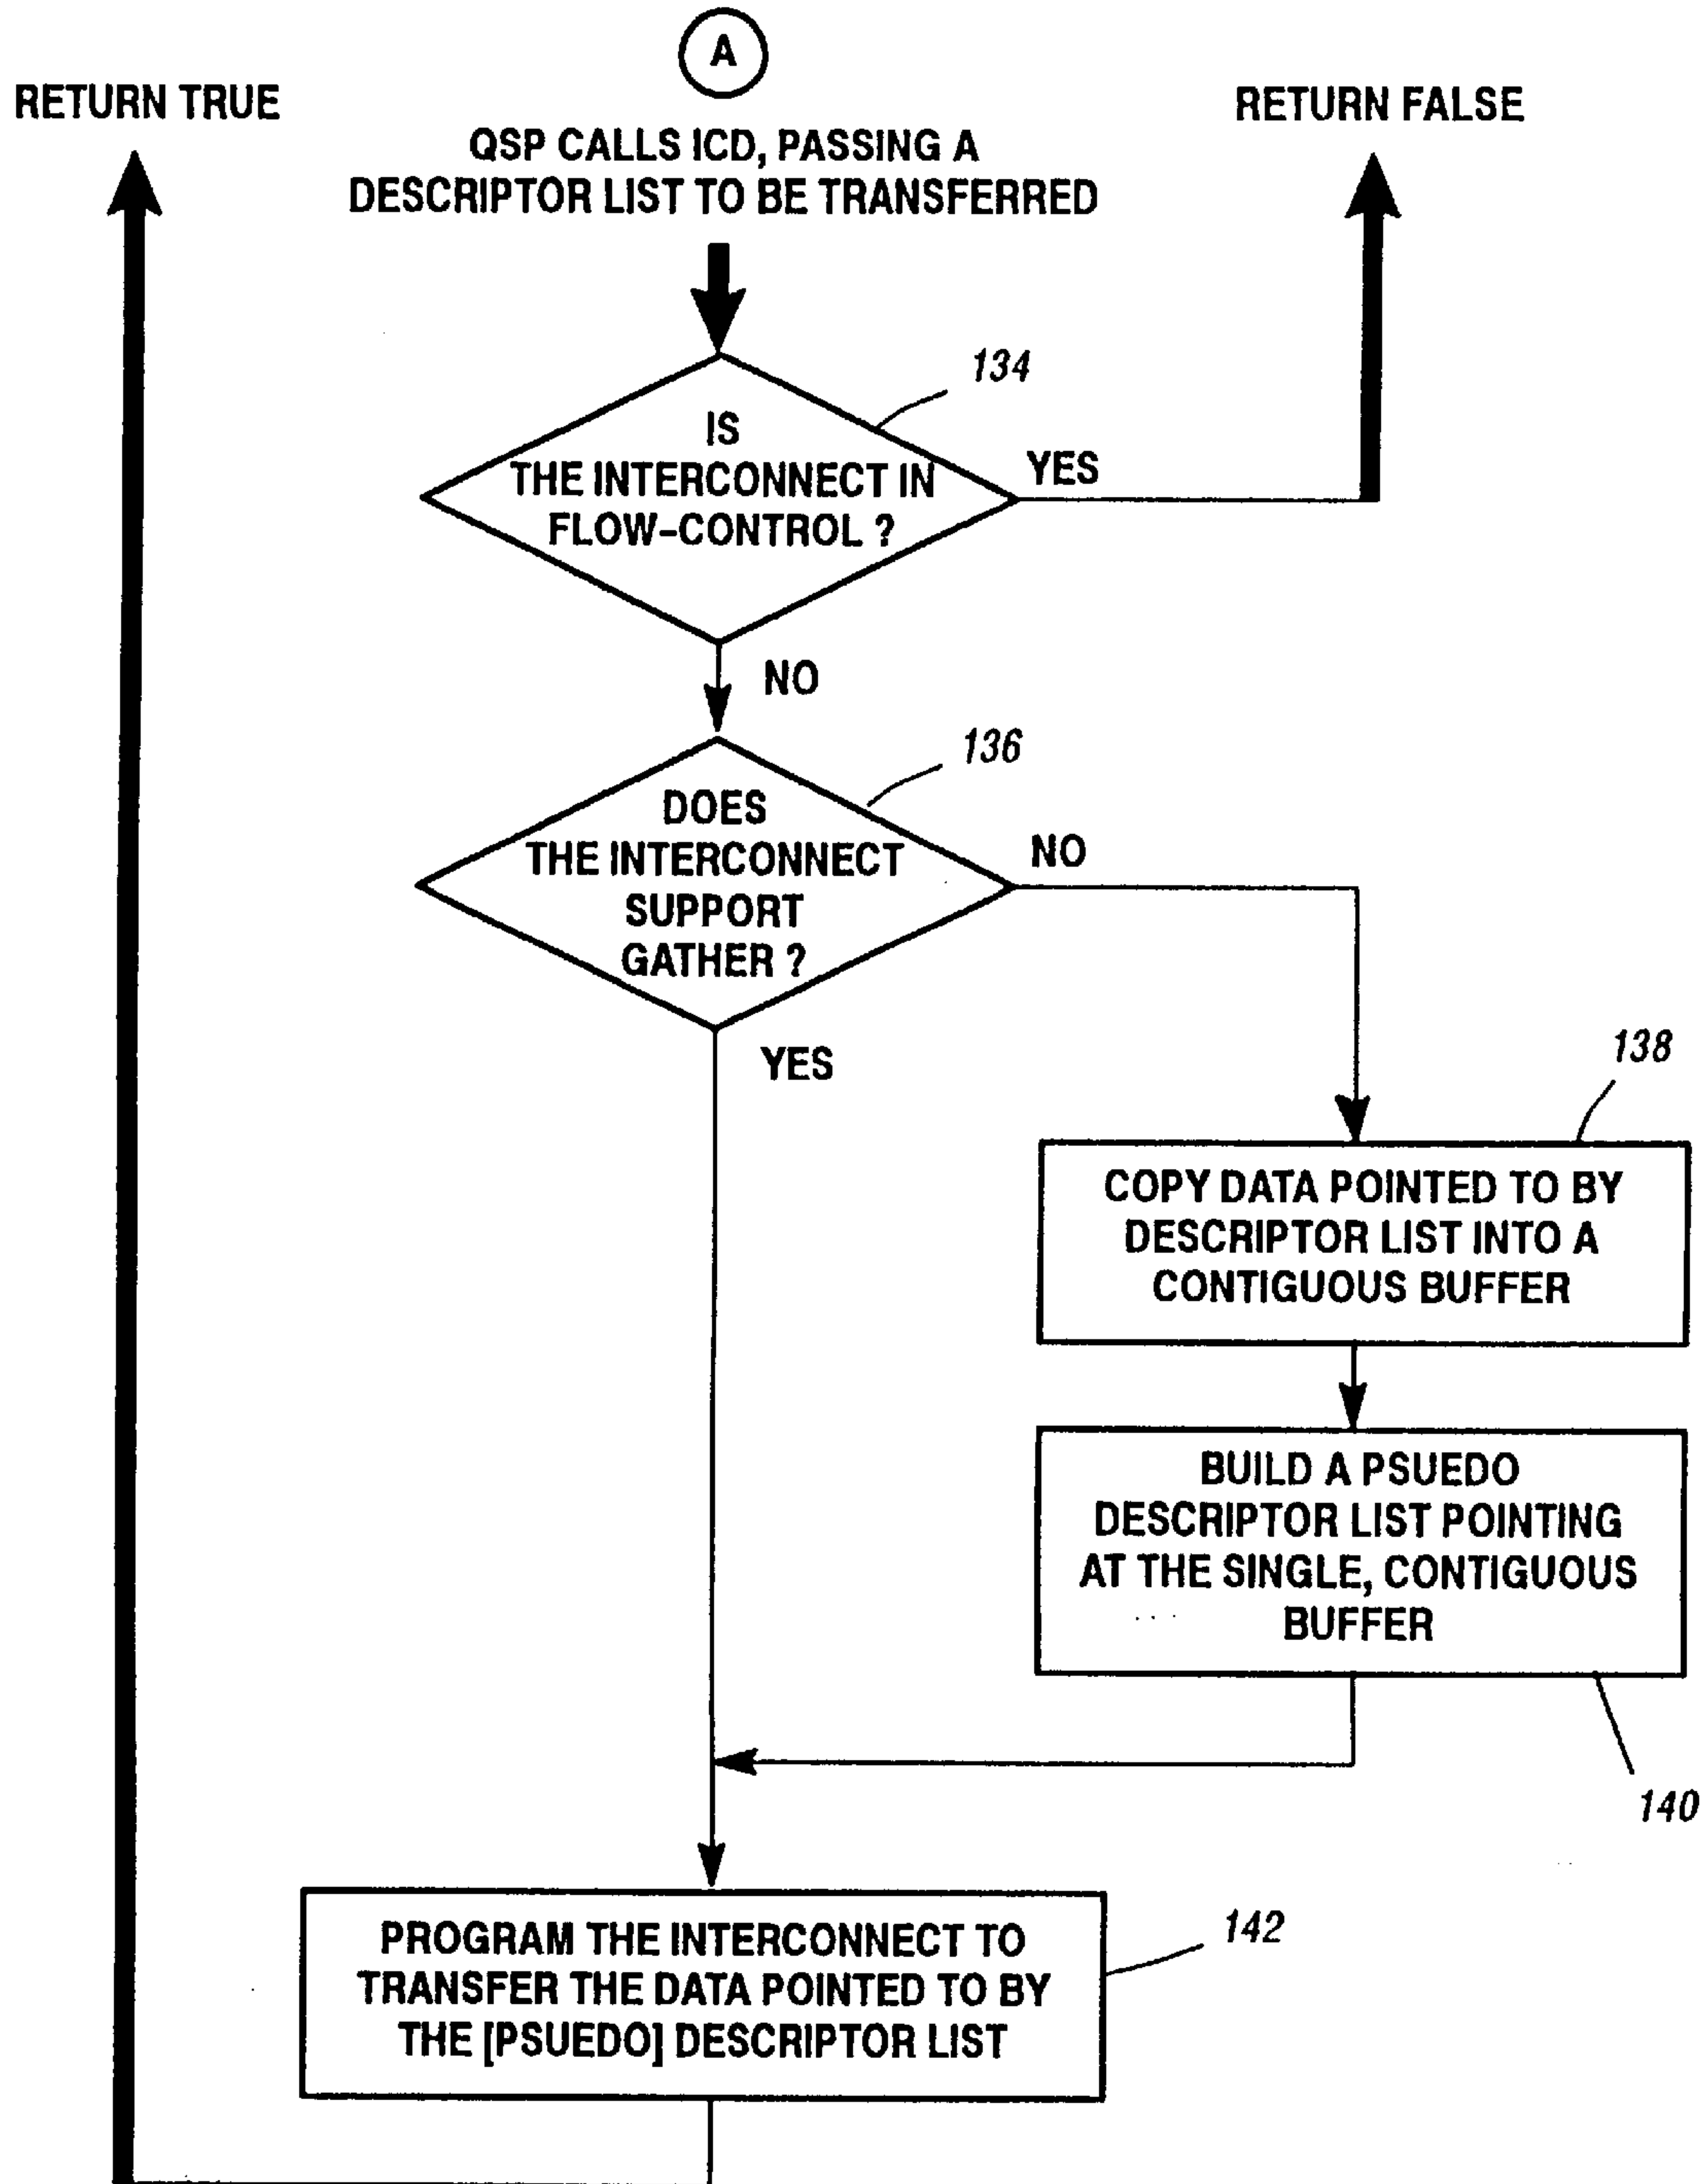 A
RETURN TRUE
RETURN FALSE
QSP CALLS ICD, PASSING A
DESCRIPTOR LIST TO BE TRANSFERRED
134
IS
THE INTERCONNECT IN
FLOW-CONTROL ?
YES
NO
136
DOES
THE INTERCONNECT
SUPPORT
GATHER ?
NO
YES
138
COPY DATA POINTED TO BY
DESCRIPTOR LIST INTO A
CONTIGUOUS BUFFER
BUILD A PSUEDO
DESCRIPTOR LIST POINTING
AT THE SINGLE, CONTIGUOUS
BUFFER
140
PROGRAM THE INTERCONNECT TO
TRANSFER THE DATA POINTED TO BY
THE [PSUEDO] DESCRIPTOR LIST
142